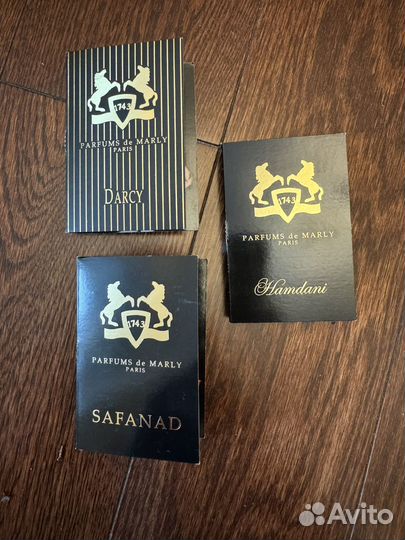 1743
PARFUMS de MARLY
PARIS
DARCY
1743
PARFUMS de MARLY
PARIS
Hamdani
1743
PARFUMS de MARLY
PARIS
SAFANAD
Avito